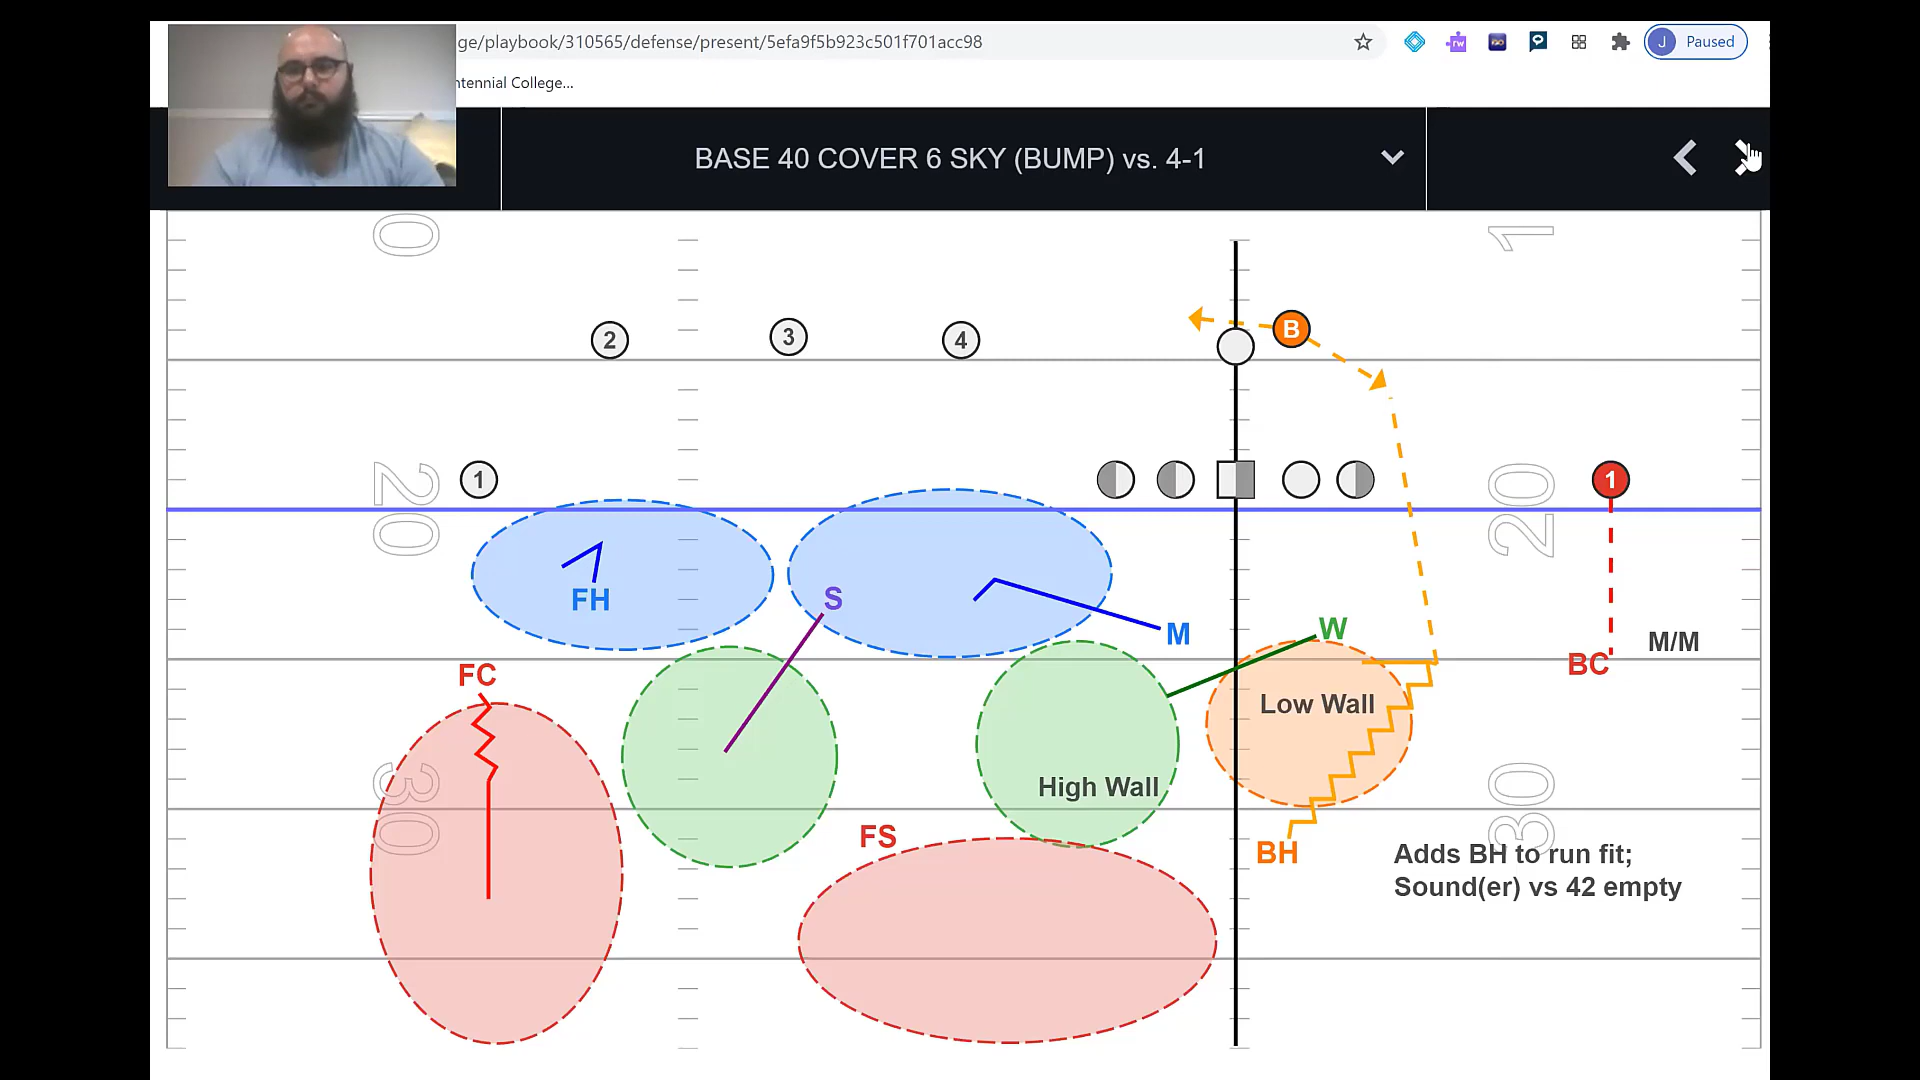 ge/playbook/310565/defense/present/5efa9f5b923c501f701acc98
J Paused
ntennial College...
BASE 40 COVER 6 SKY (BUMP) vs. 4-1
0 1
B
2 3 4
1 1
20 20
FH S M W
M/M
FC BC
Low Wall
High Wall
30 30
FS BH
Adds BH to run fit;
Sound(er) vs 42 empty